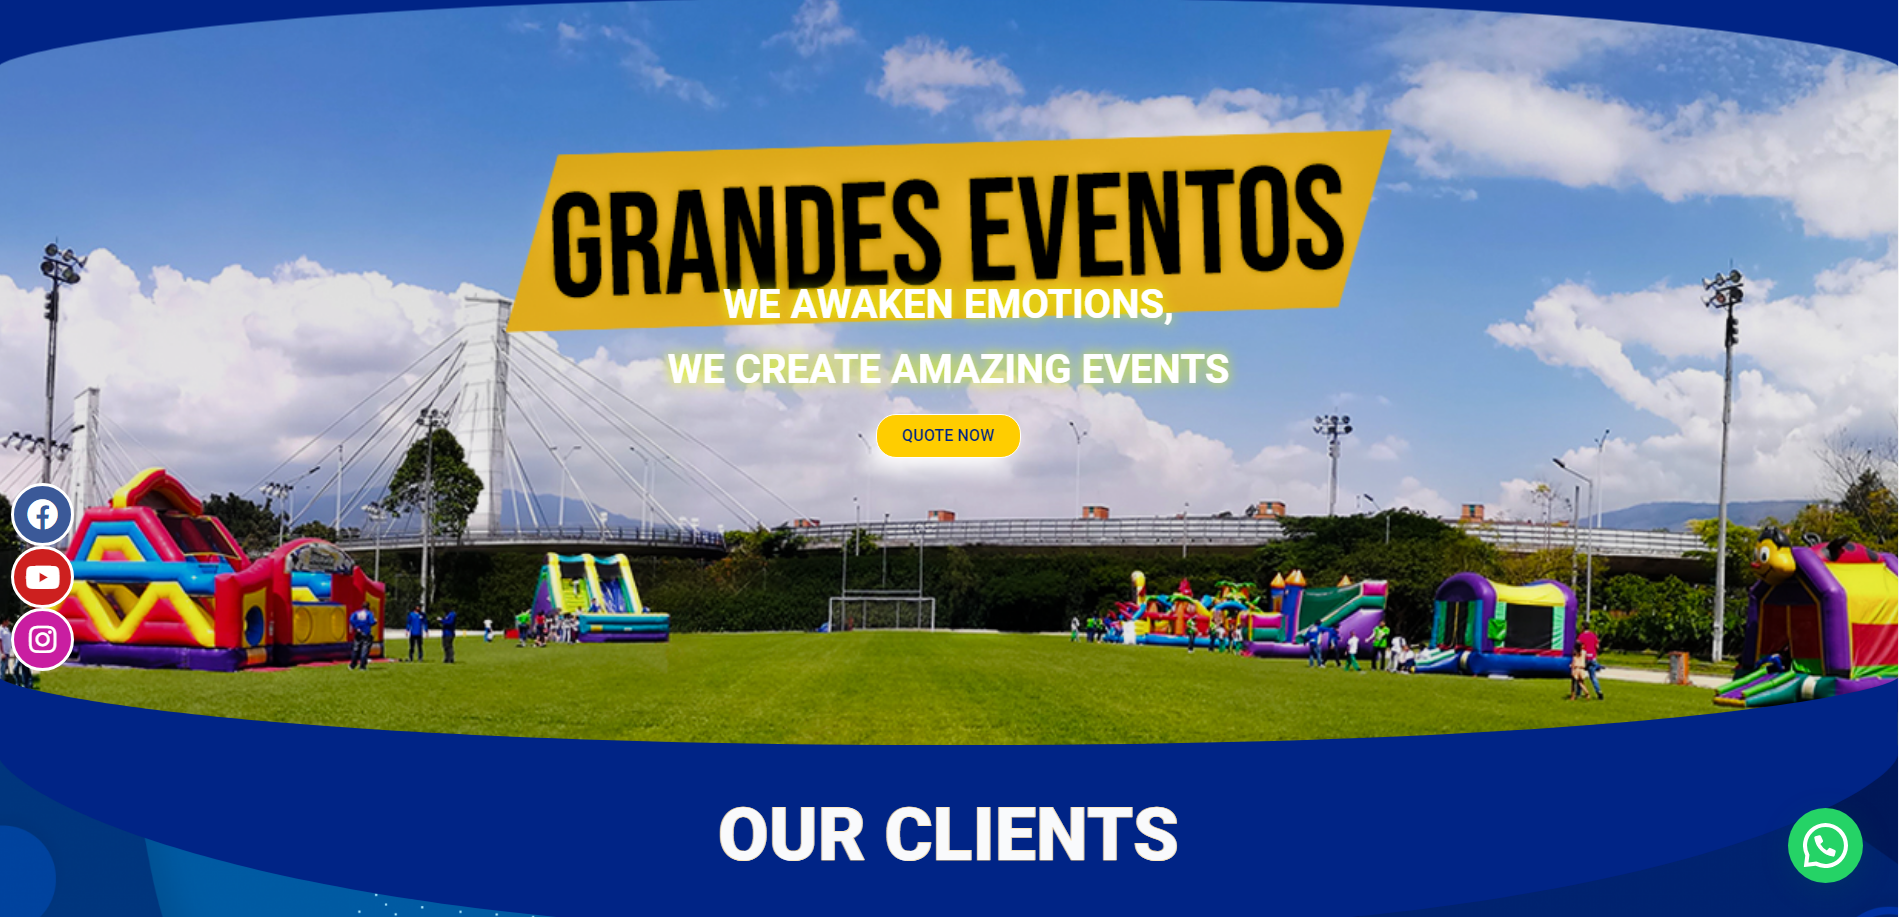 GRANDES EVENTOS
WE AWAKEN EMOTIONS,
WE CREATE AMAZING EVENTS
QUOTE NOW
OUR CLIENTS